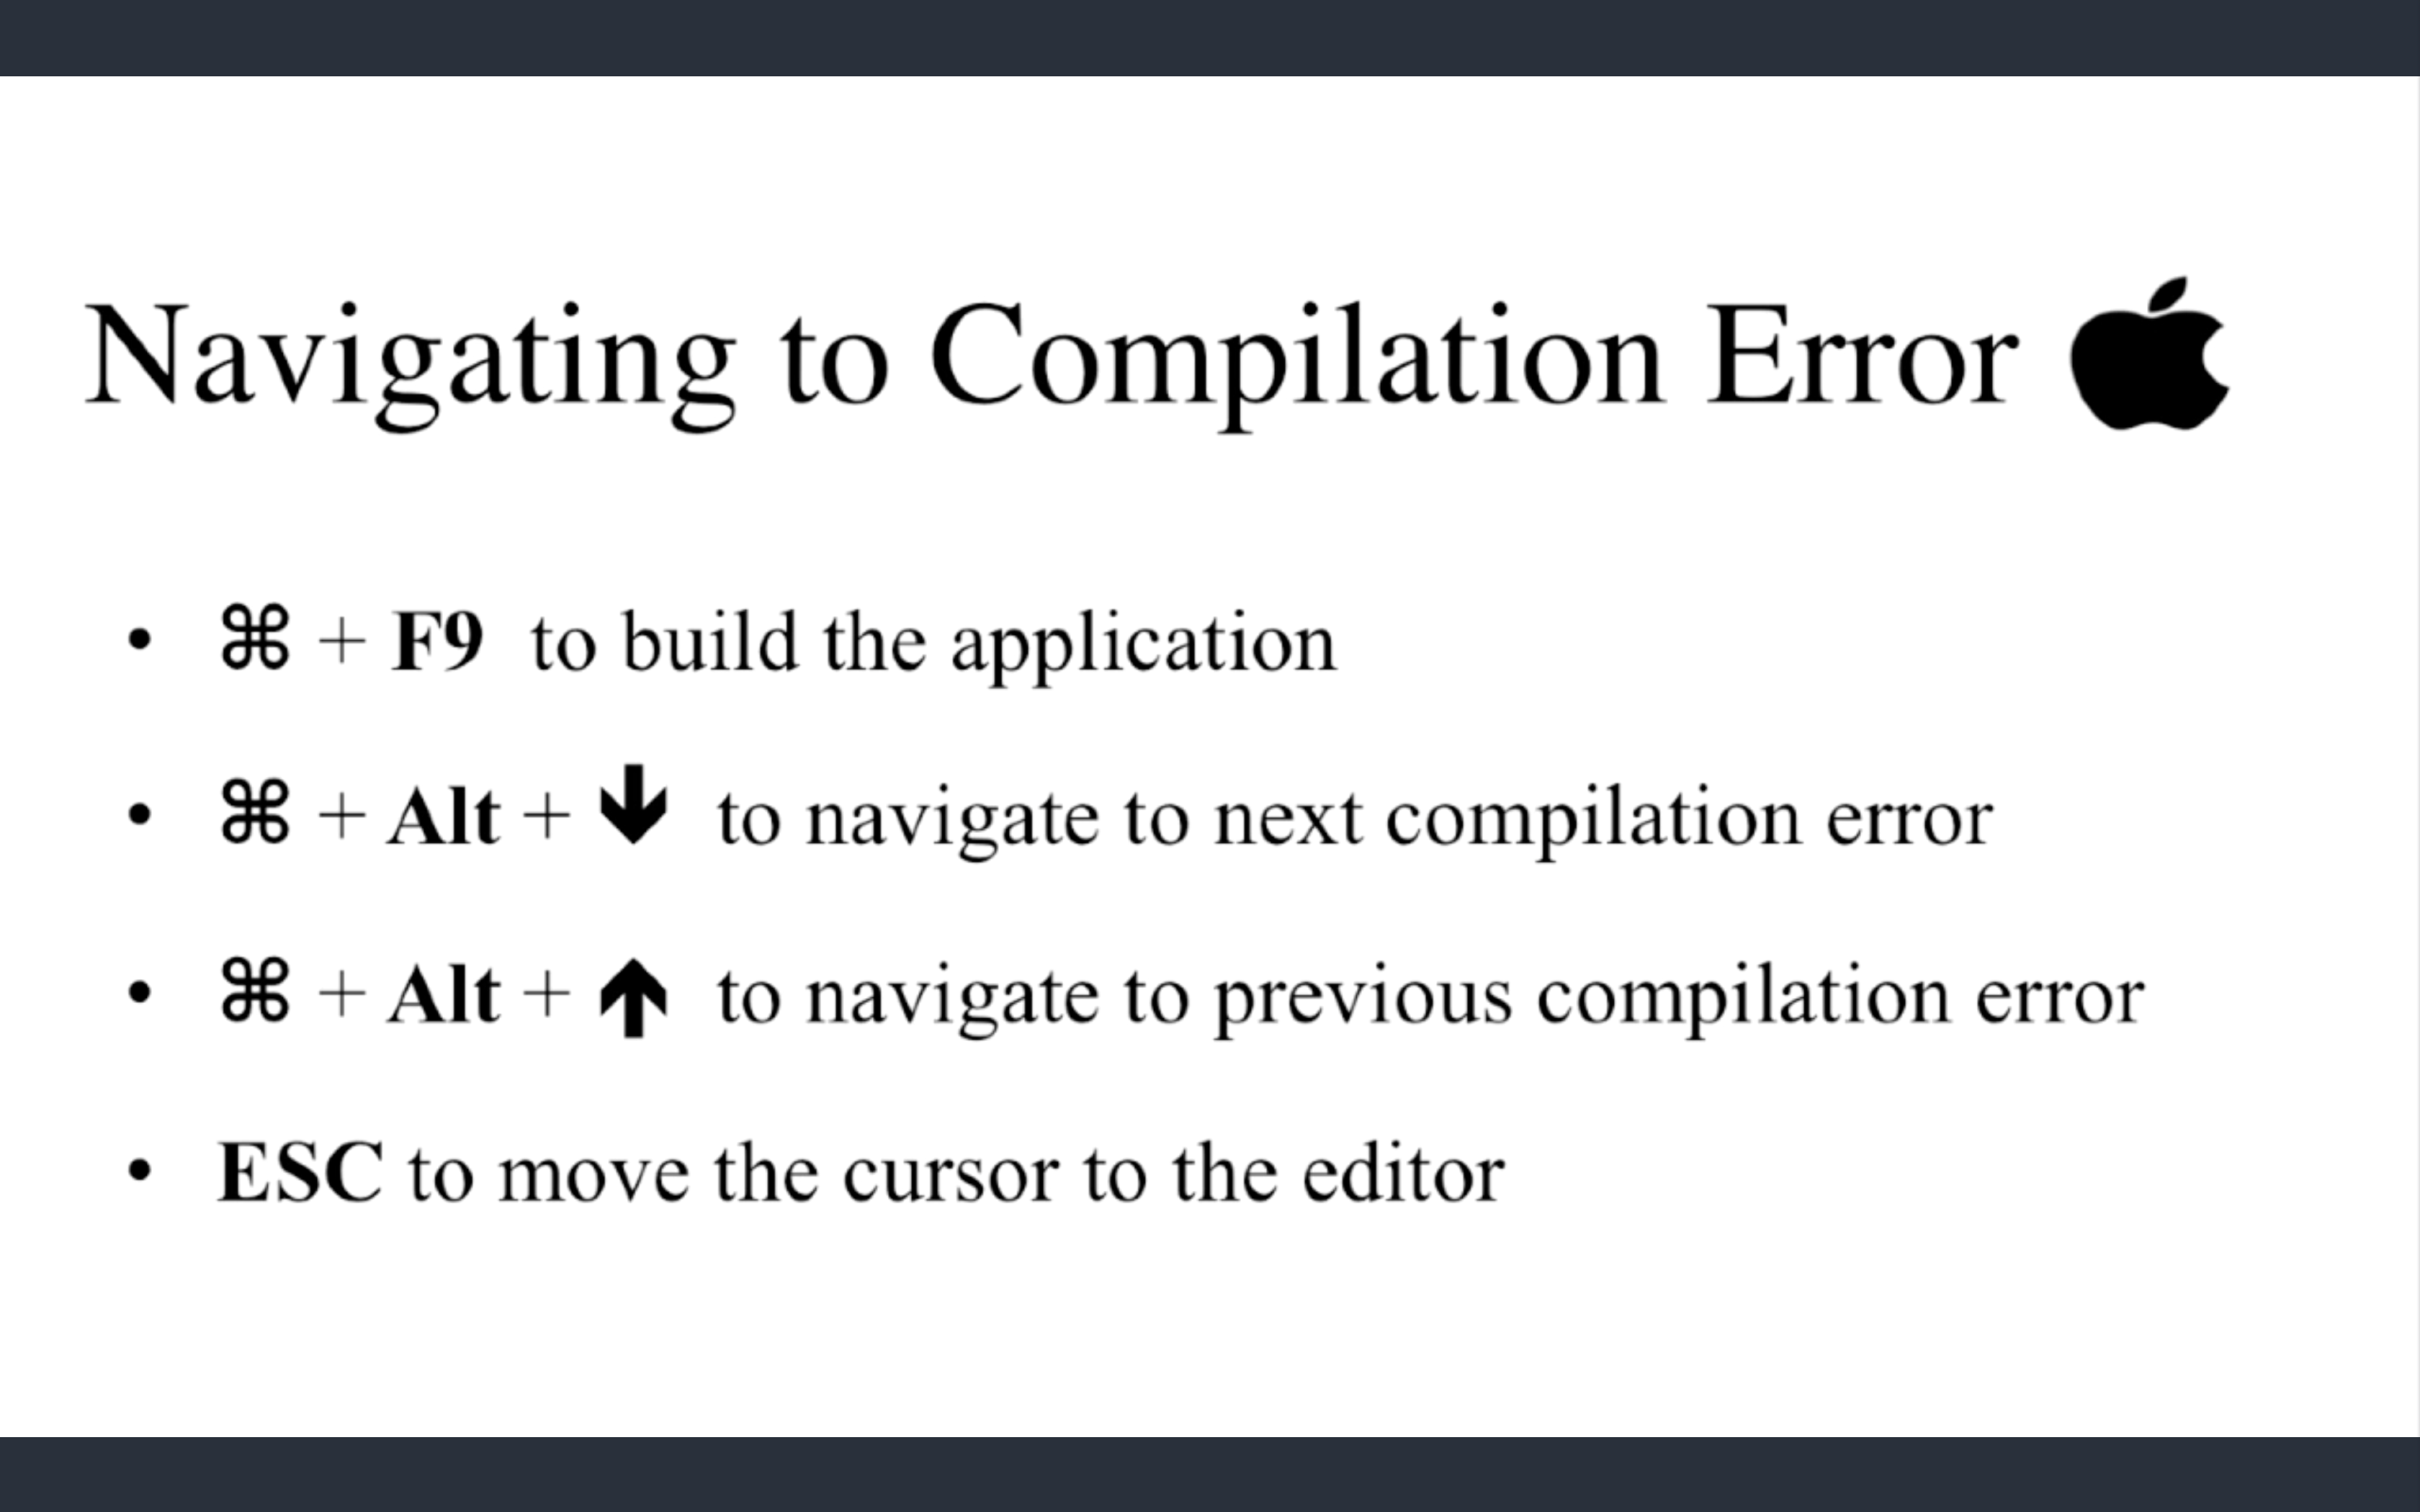 Navigating to Compilation Error
• ⌘ + F9 to build the application
• ⌘ + Alt + 🡇 to navigate to next compilation error
• ⌘ + Alt + 🡅 to navigate to previous compilation error
• ESC to move the cursor to the editor